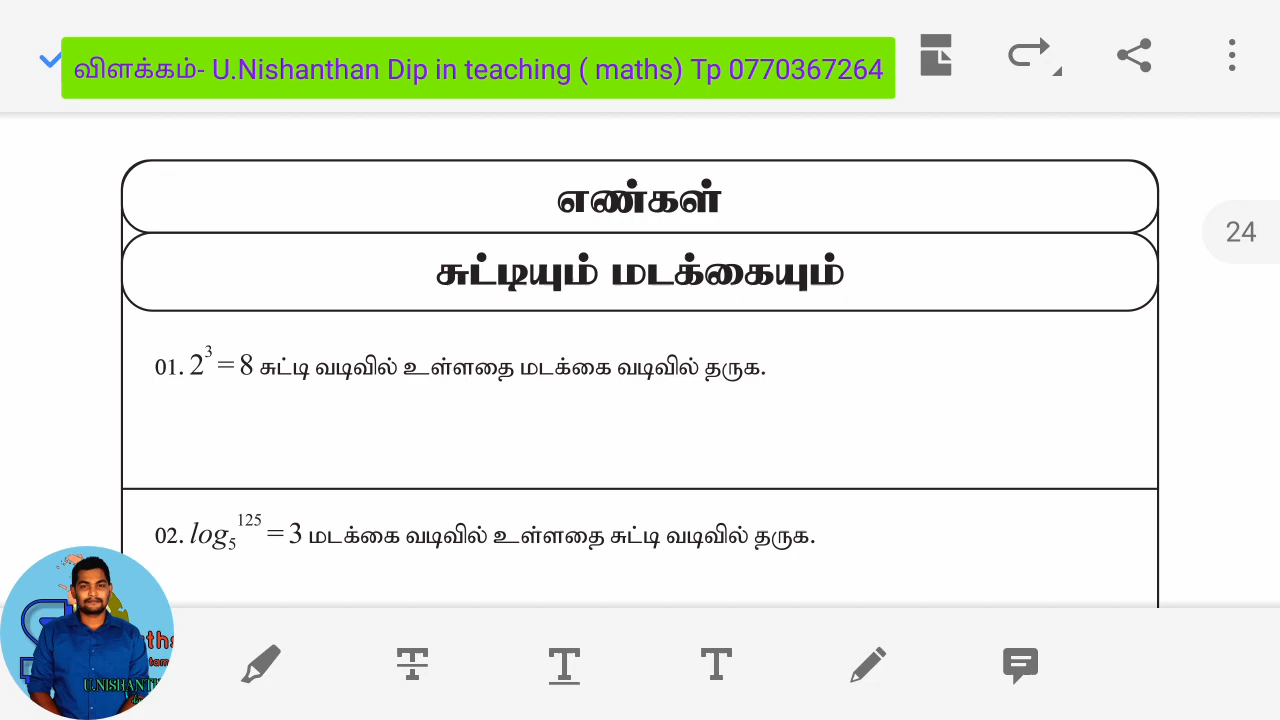 விளக்கம்- U.Nishanthan Dip in teaching ( maths) Tp 0770367264
எண்கள்
24
சுட்டியும் மடக்கையும்
01. 2³ = 8 சுட்டி வடிவில் உள்ளதை மடக்கை வடிவில் தருக.
02. log₅¹²⁵ = 3 மடக்கை வடிவில் உள்ளதை சுட்டி வடிவில் தருக.